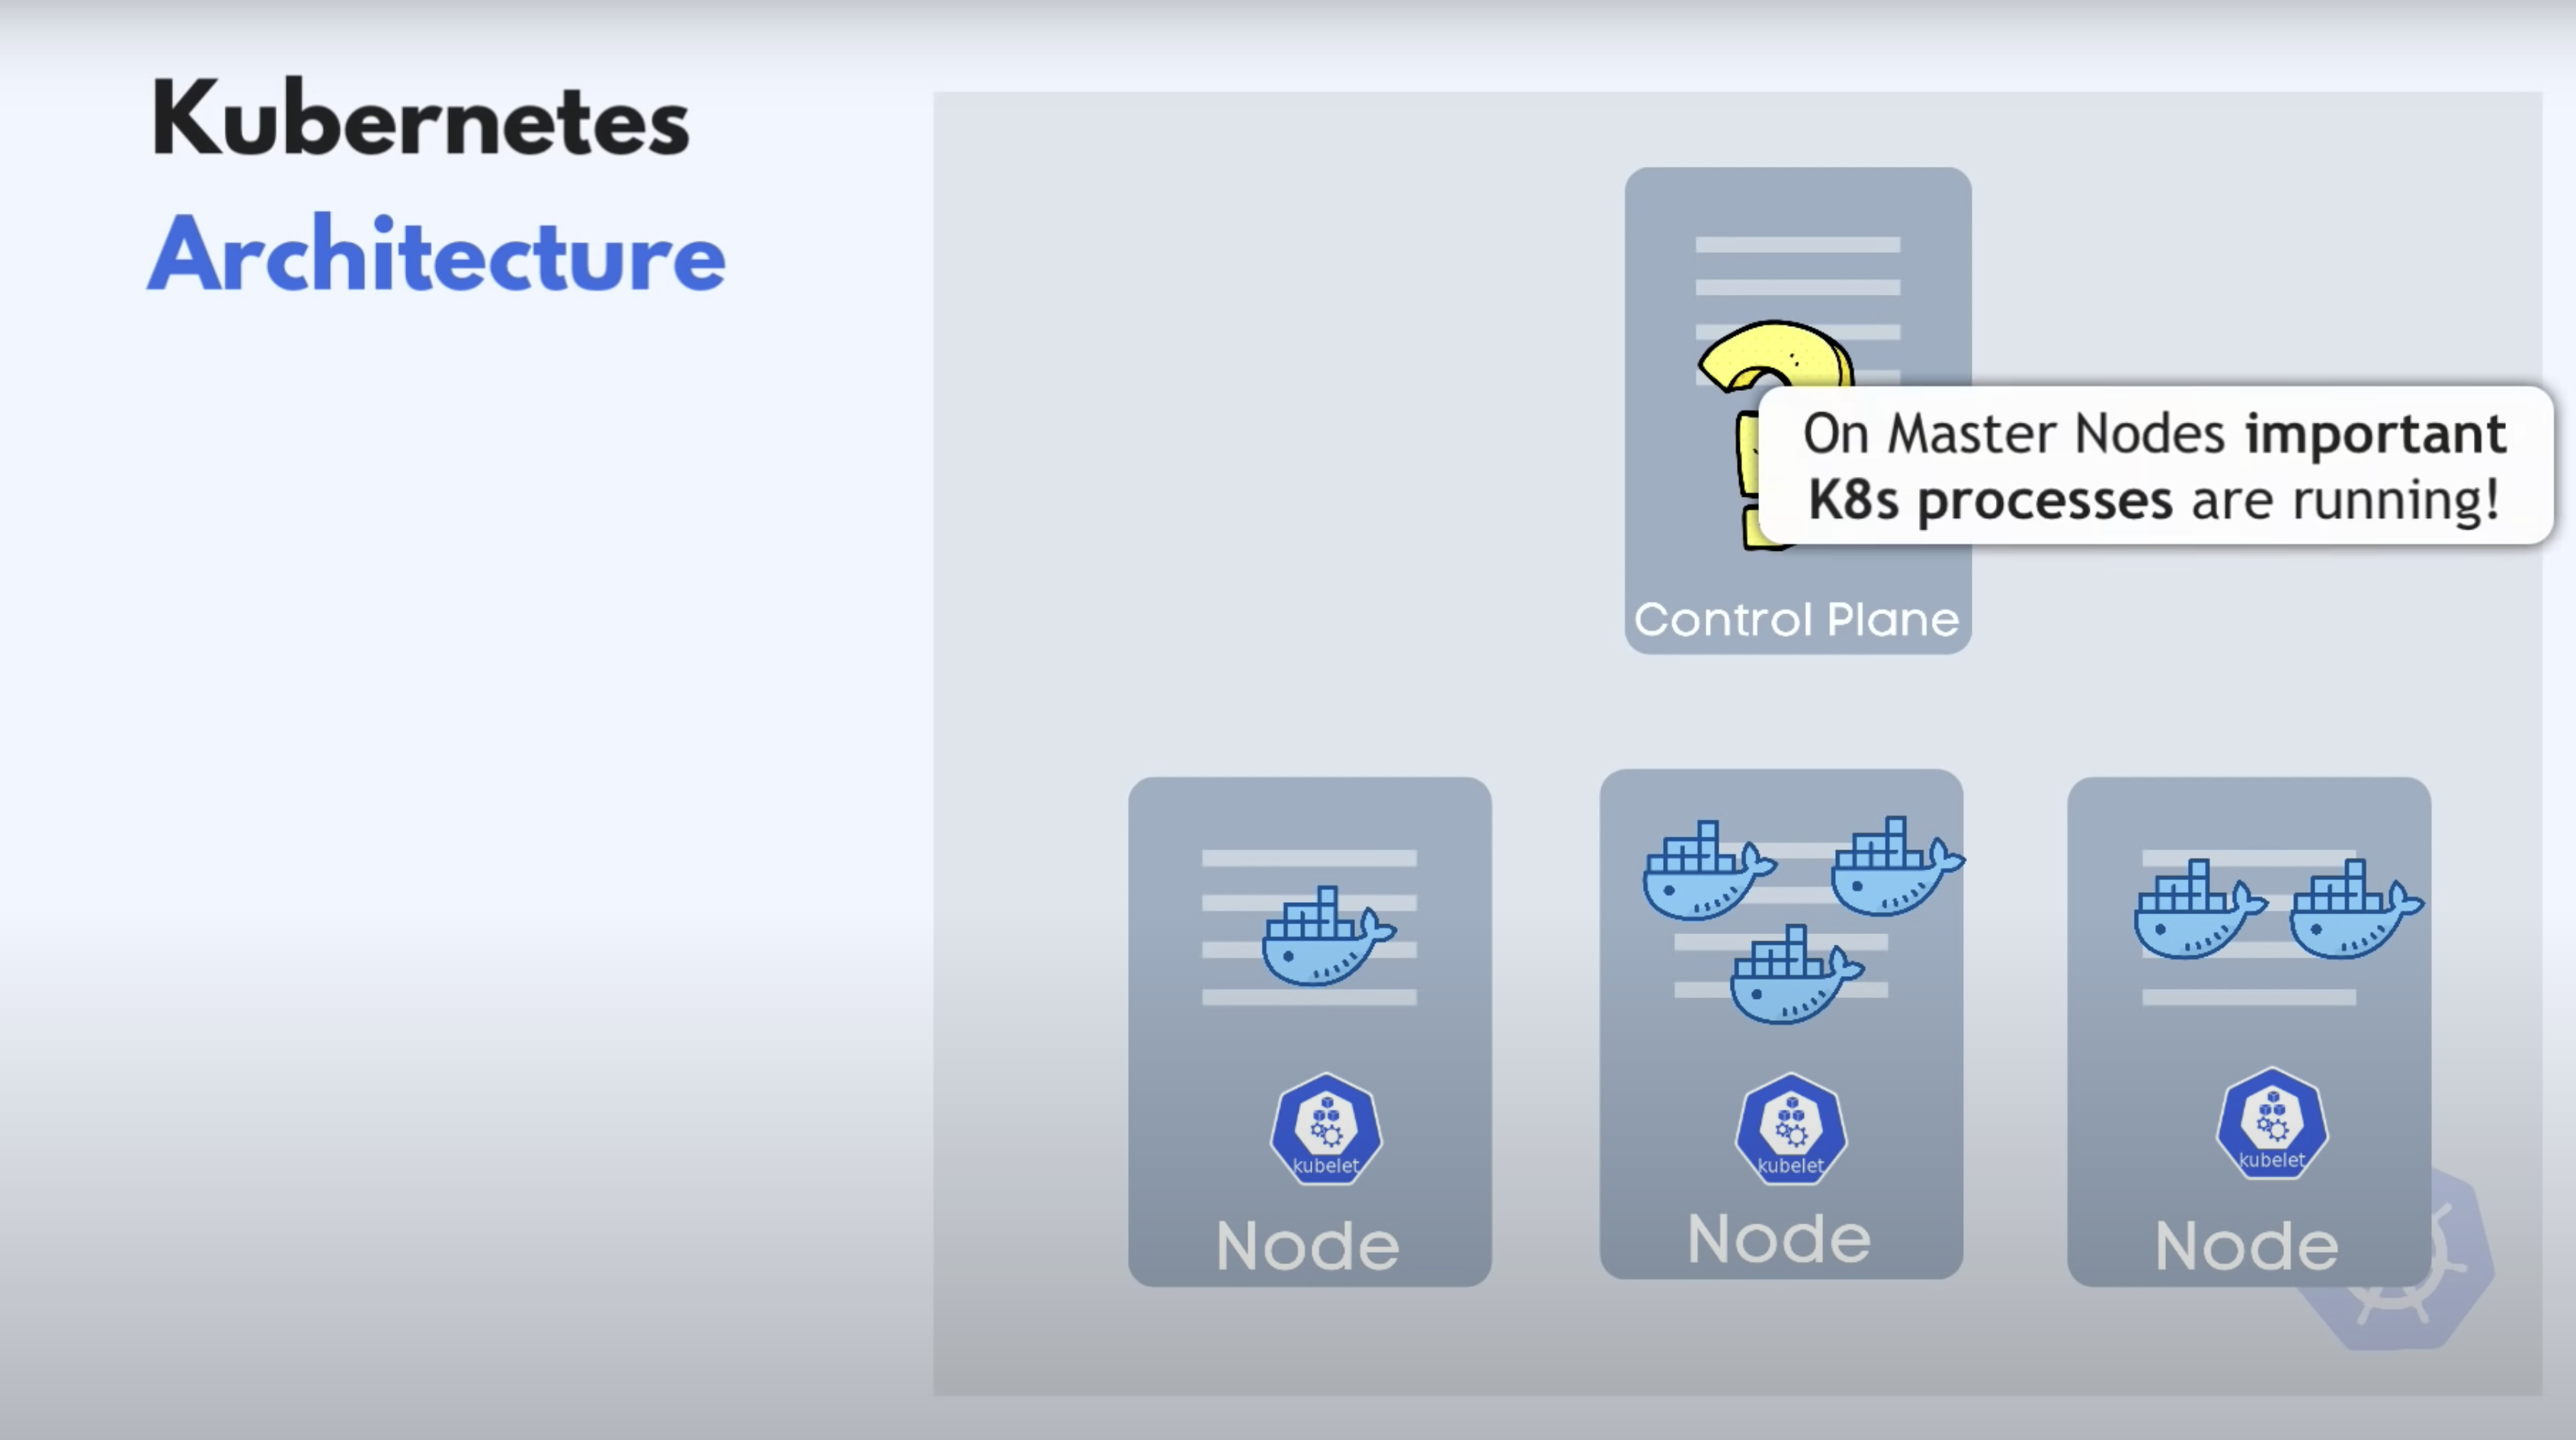 Kubernetes
Architecture
On Master Nodes important
K8s processes are running!
Control Plane
kubelet
kubelet
kubelet
Node
Node
Node